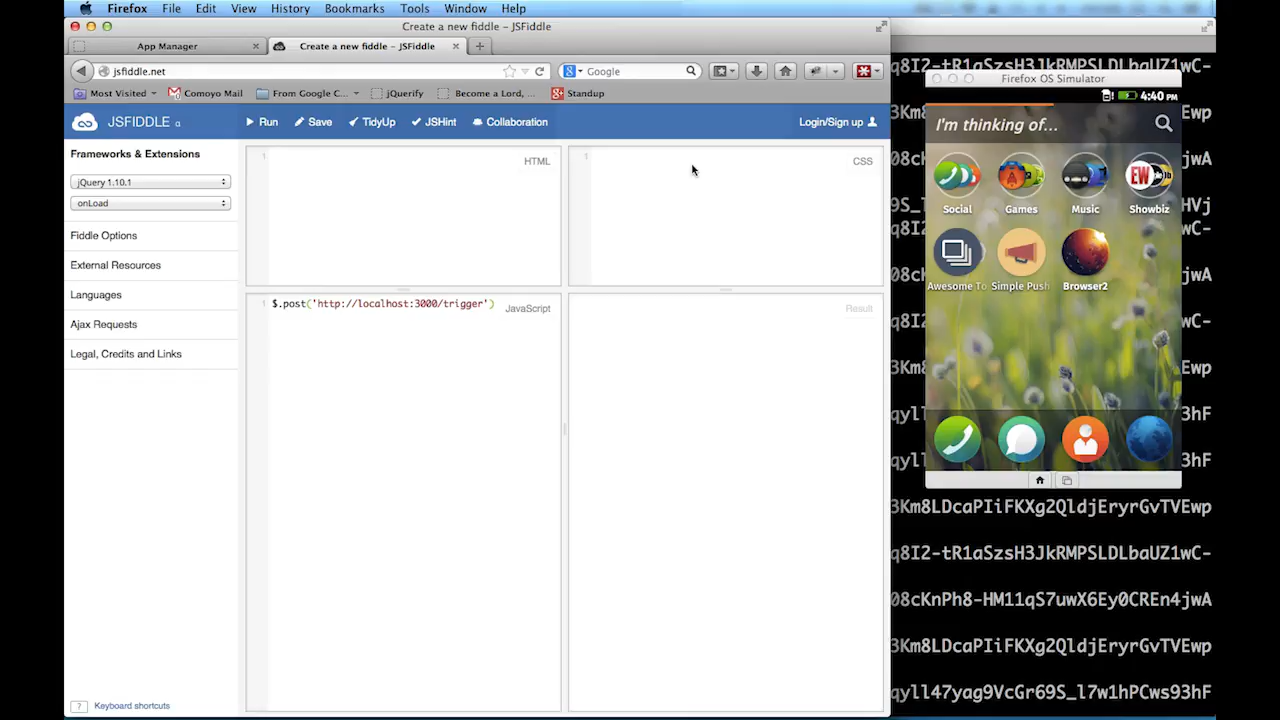 Firefox File Edit View History Bookmarks Tools Window Help
Create a new fiddle – JSFiddle
App Manager
Create a new fiddle – JSFiddle
jsfiddle.net
Google
Most Visited
Comoyo Mail
From Google C...
jQuerify
Become a Lord, ...
Standup
JSFIDDLE α
Run
Save
TidyUp
JSHint
Collaboration
Login/Sign up
Frameworks & Extensions
jQuery 1.10.1
onLoad
Fiddle Options
External Resources
Languages
Ajax Requests
Legal, Credits and Links
? Keyboard shortcuts
1
HTML
1
CSS
1 $.post('http://localhost:3000/trigger')
JavaScript
Result
Firefox OS Simulator
4:40 PM
I'm thinking of...
Social
Games
Music
EW
Showbiz
Awesome To
Simple Push
Browser2
3Km8LDcaPIiFKXg2QldjEryrGvTVEwp
q8I2-tR1aSzsH3JkRMPSLDLbaUZ1wC-
08cKnPh8-HM11qS7uwX6Ey0CREn4jwA
3Km8LDcaPIiFKXg2QldjEryrGvTVEwp
q8I2-tR1aSzsH3JkRMPSLDLbaUZ1wC-
qyll47yag9VcGr69S_l7w1hPCws93hF